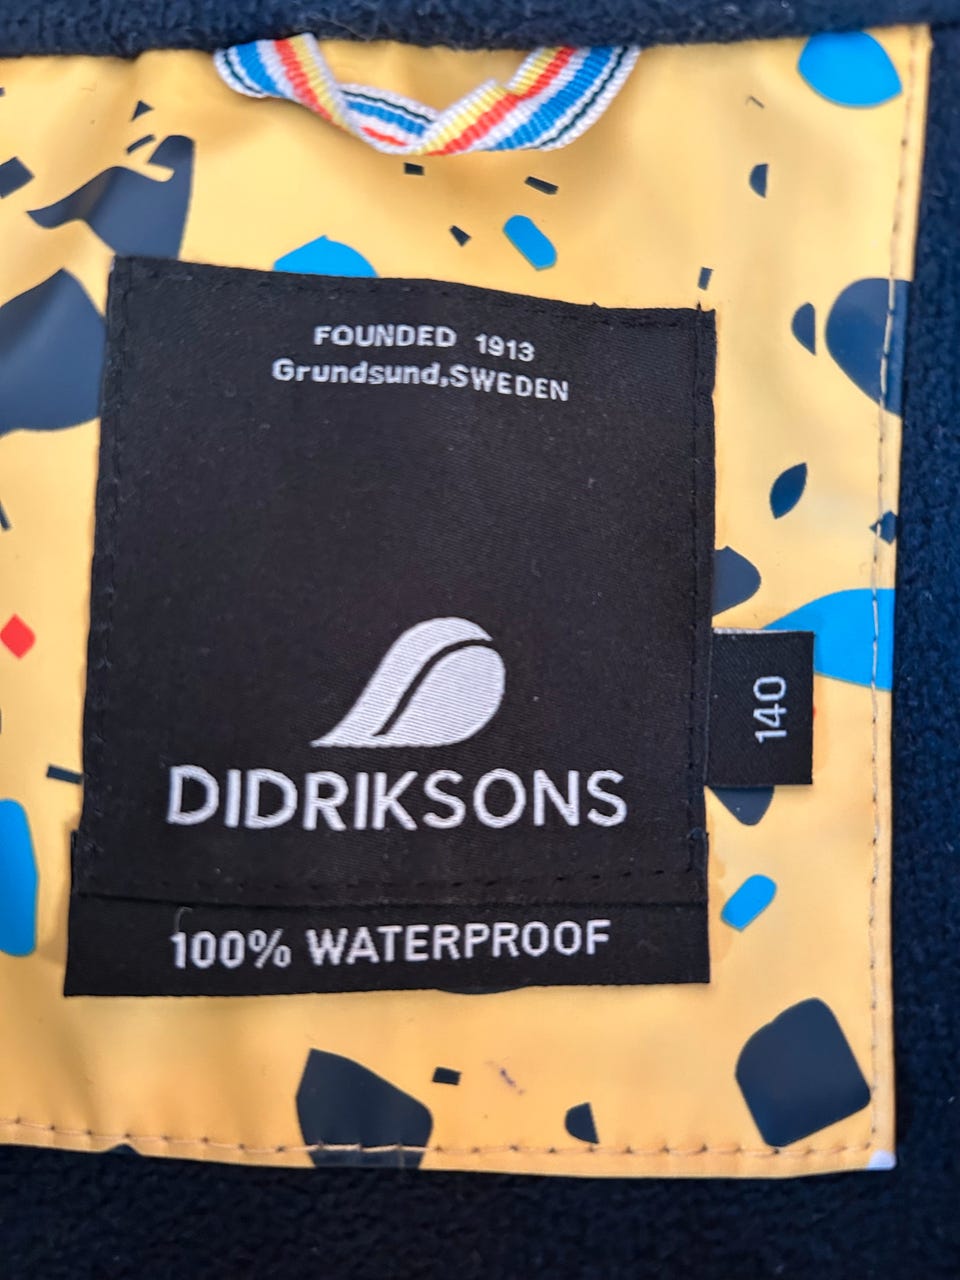 FOUNDED 1913
Grundsund,SWEDEN
DIDRIKSONS
140
100% WATERPROOF